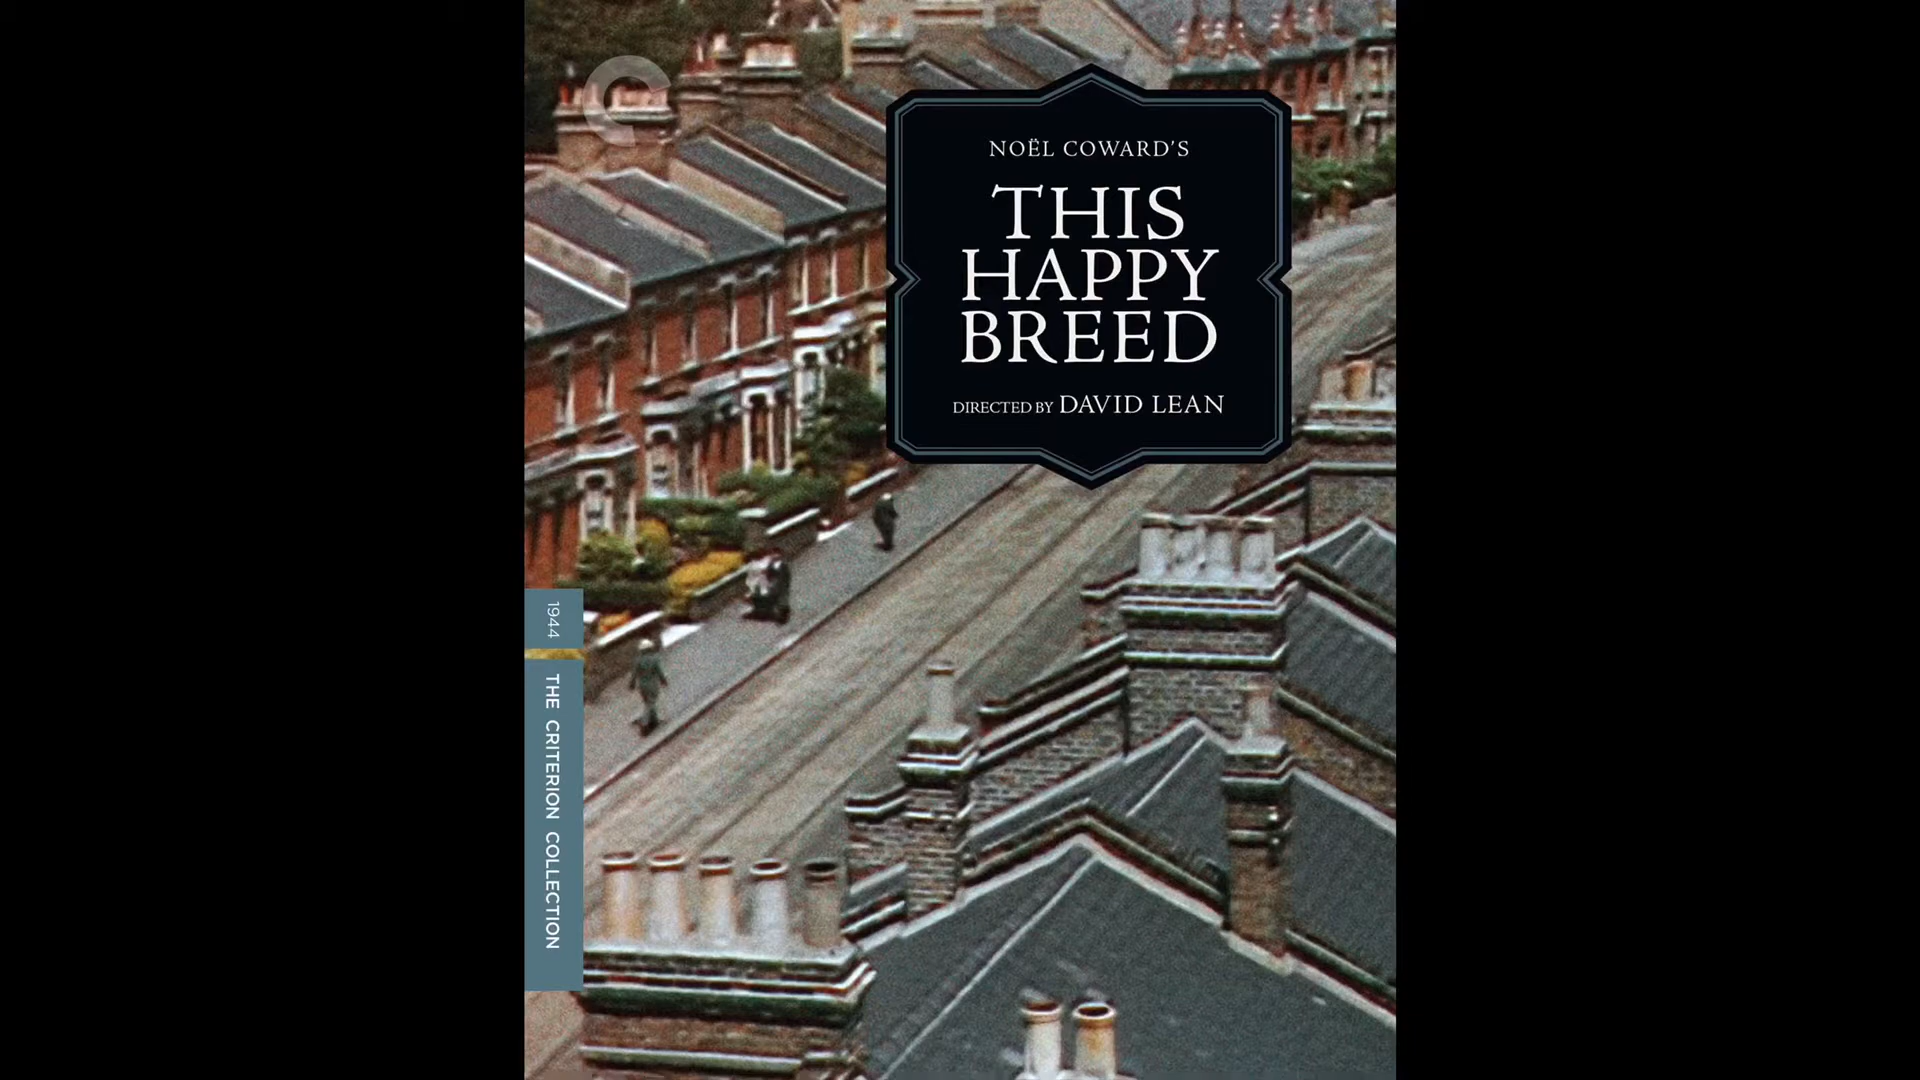 NOËL COWARD'S
THIS
HAPPY
BREED
DIRECTED BY DAVID LEAN
1944
THE CRITERION COLLECTION